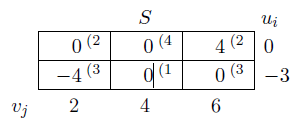 S u_i
0 (2 0 (4 4 (2 0
−4 (3 0 (1 0 (3 −3
v_j 2 4 6